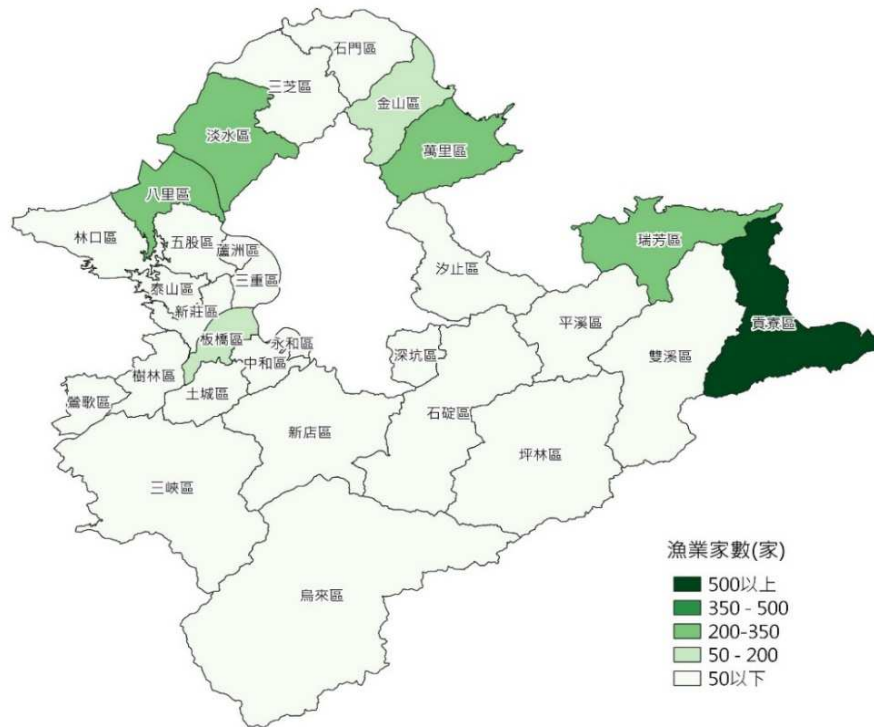 石門區
三芝區
金山區
淡水區
萬里區
八里區
林口區
五股區
蘆洲區
瑞芳區
汐止區
三重區
泰山區
新莊區
平溪區
貢寮區
板橋區
永和區
深坑區
雙溪區
中和區
樹林區
土城區
鶯歌區
石碇區
新店區
坪林區
三峽區
烏來區
漁業家數(家)
500以上
350 - 500
200-350
50 - 200
50以下